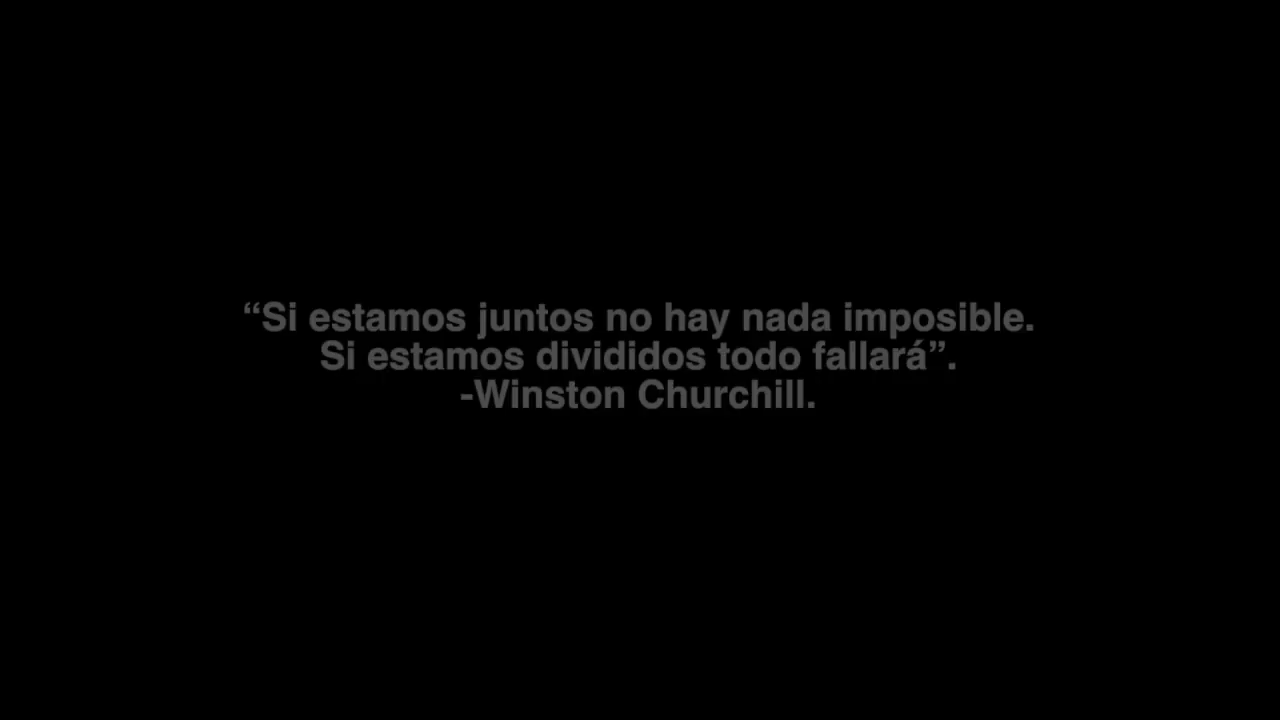 “Si estamos juntos no hay nada imposible.
Si estamos divididos todo fallará”.
-Winston Churchill.